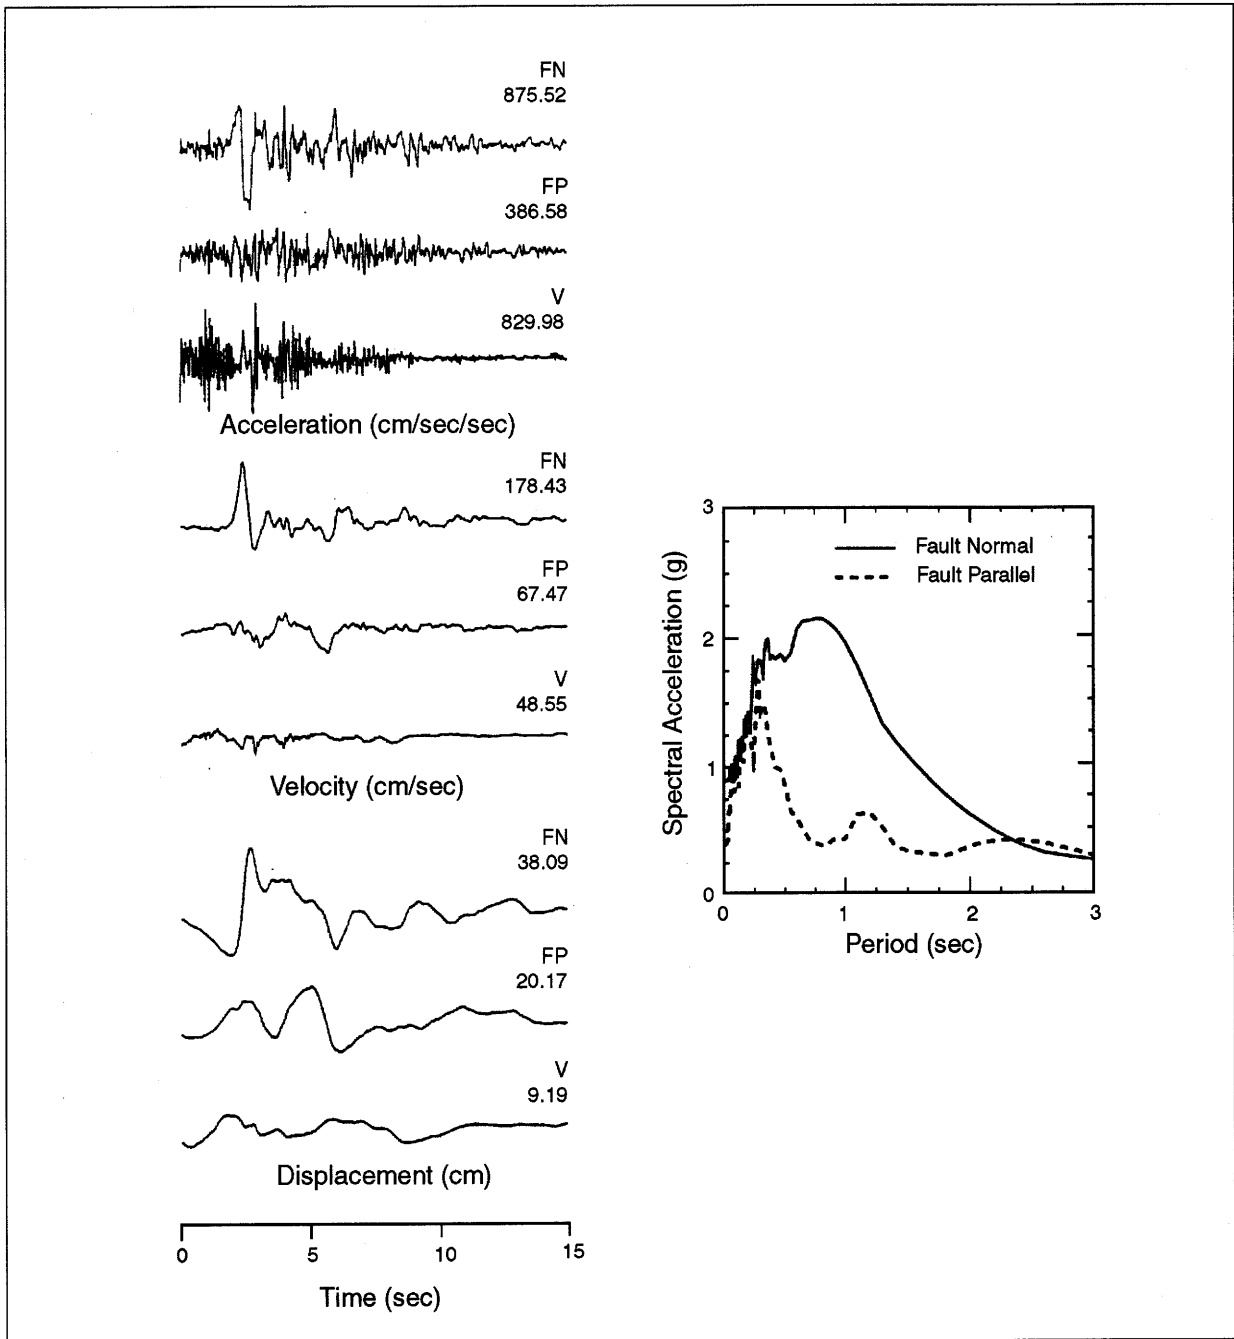 FN
875.52
FP
386.58
V
829.98
Acceleration (cm/sec/sec)
FN
178.43
FP
67.47
V
48.55
Velocity (cm/sec)
FN
38.09
FP
20.17
V
9.19
Displacement (cm)
0 5 10 15
Time (sec)
3
2
1
0
Spectral Acceleration (g)
Fault Normal
Fault Parallel
0 1 2 3
Period (sec)